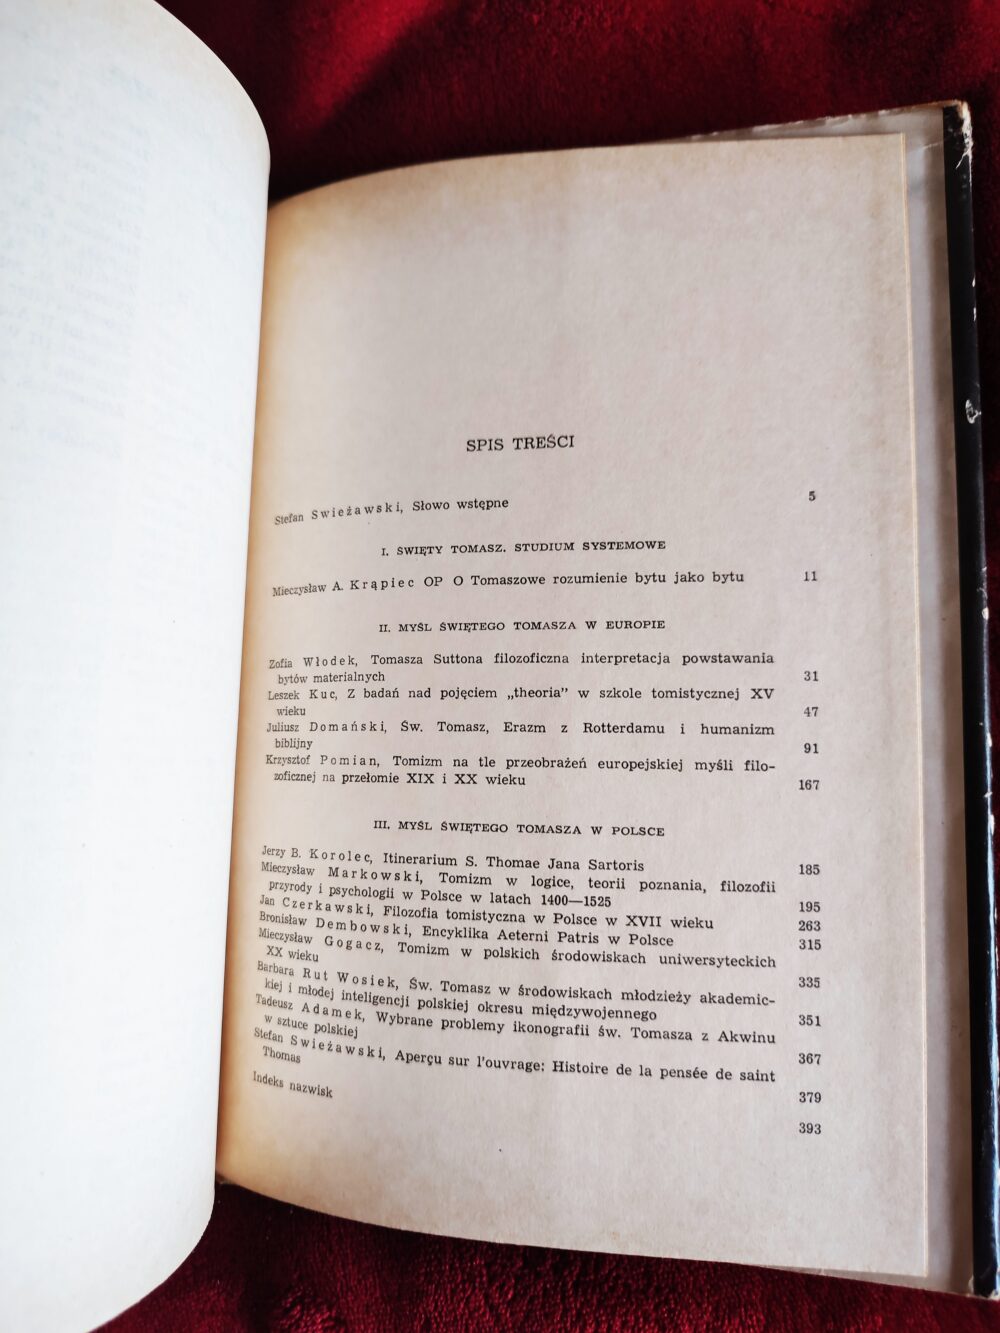 SPIS TREŚCI
Stefan Swieżawski, Słowo wstępne 5
I. SWIĘTY TOMASZ. STUDIUM SYSTEMOWE
Mieczysław A. Krąpiec OP O Tomaszowe rozumienie bytu jako bytu 11
II. MYŚL ŚWIĘTEGO TOMASZA W EUROPIE
Zofia Włodek, Tomasza Suttona filozoficzna interpretacja powstawania
bytów materialnych 31
Leszek Kuc, Z badań nad pojęciem „theoria” w szkole tomistycznej XV
wieku 47
Juliusz Domański, Św. Tomasz, Erazm z Rotterdamu i humanizm
biblijny 91
Krzysztof Pomian, Tomizm na tle przeobrażeń europejskiej myśli filo-
zoficznej na przełomie XIX i XX wieku 167
III. MYŚL ŚWIĘTEGO TOMASZA W POLSCE
Jerzy B. Korolec, Itinerarium S. Thomae Jana Sartoris 185
Mieczysław Markowski, Tomizm w logice, teorii poznania, filozofii
przyrody i psychologii w Polsce w latach 1400—1525 195
Jan Czerkawski, Filozofia tomistyczna w Polsce w XVII wieku 263
Bronisław Dembowski, Encyklika Aeterni Patris w Polsce 315
Mieczysław Gogacz, Tomizm w polskich środowiskach uniwersyteckich
XX wieku 335
Barbara Rut Wosiek, Św. Tomasz w środowiskach młodzieży akademic-
kiej i młodej inteligencji polskiej okresu międzywojennego 351
Tadeusz Adamek, Wybrane problemy ikonografii św. Tomasza z Akwinu
w sztuce polskiej 367
Stefan Swieżawski, Aperçu sur l'ouvrage: Histoire de la pensée de saint
Thomas 379
Indeks nazwisk 393